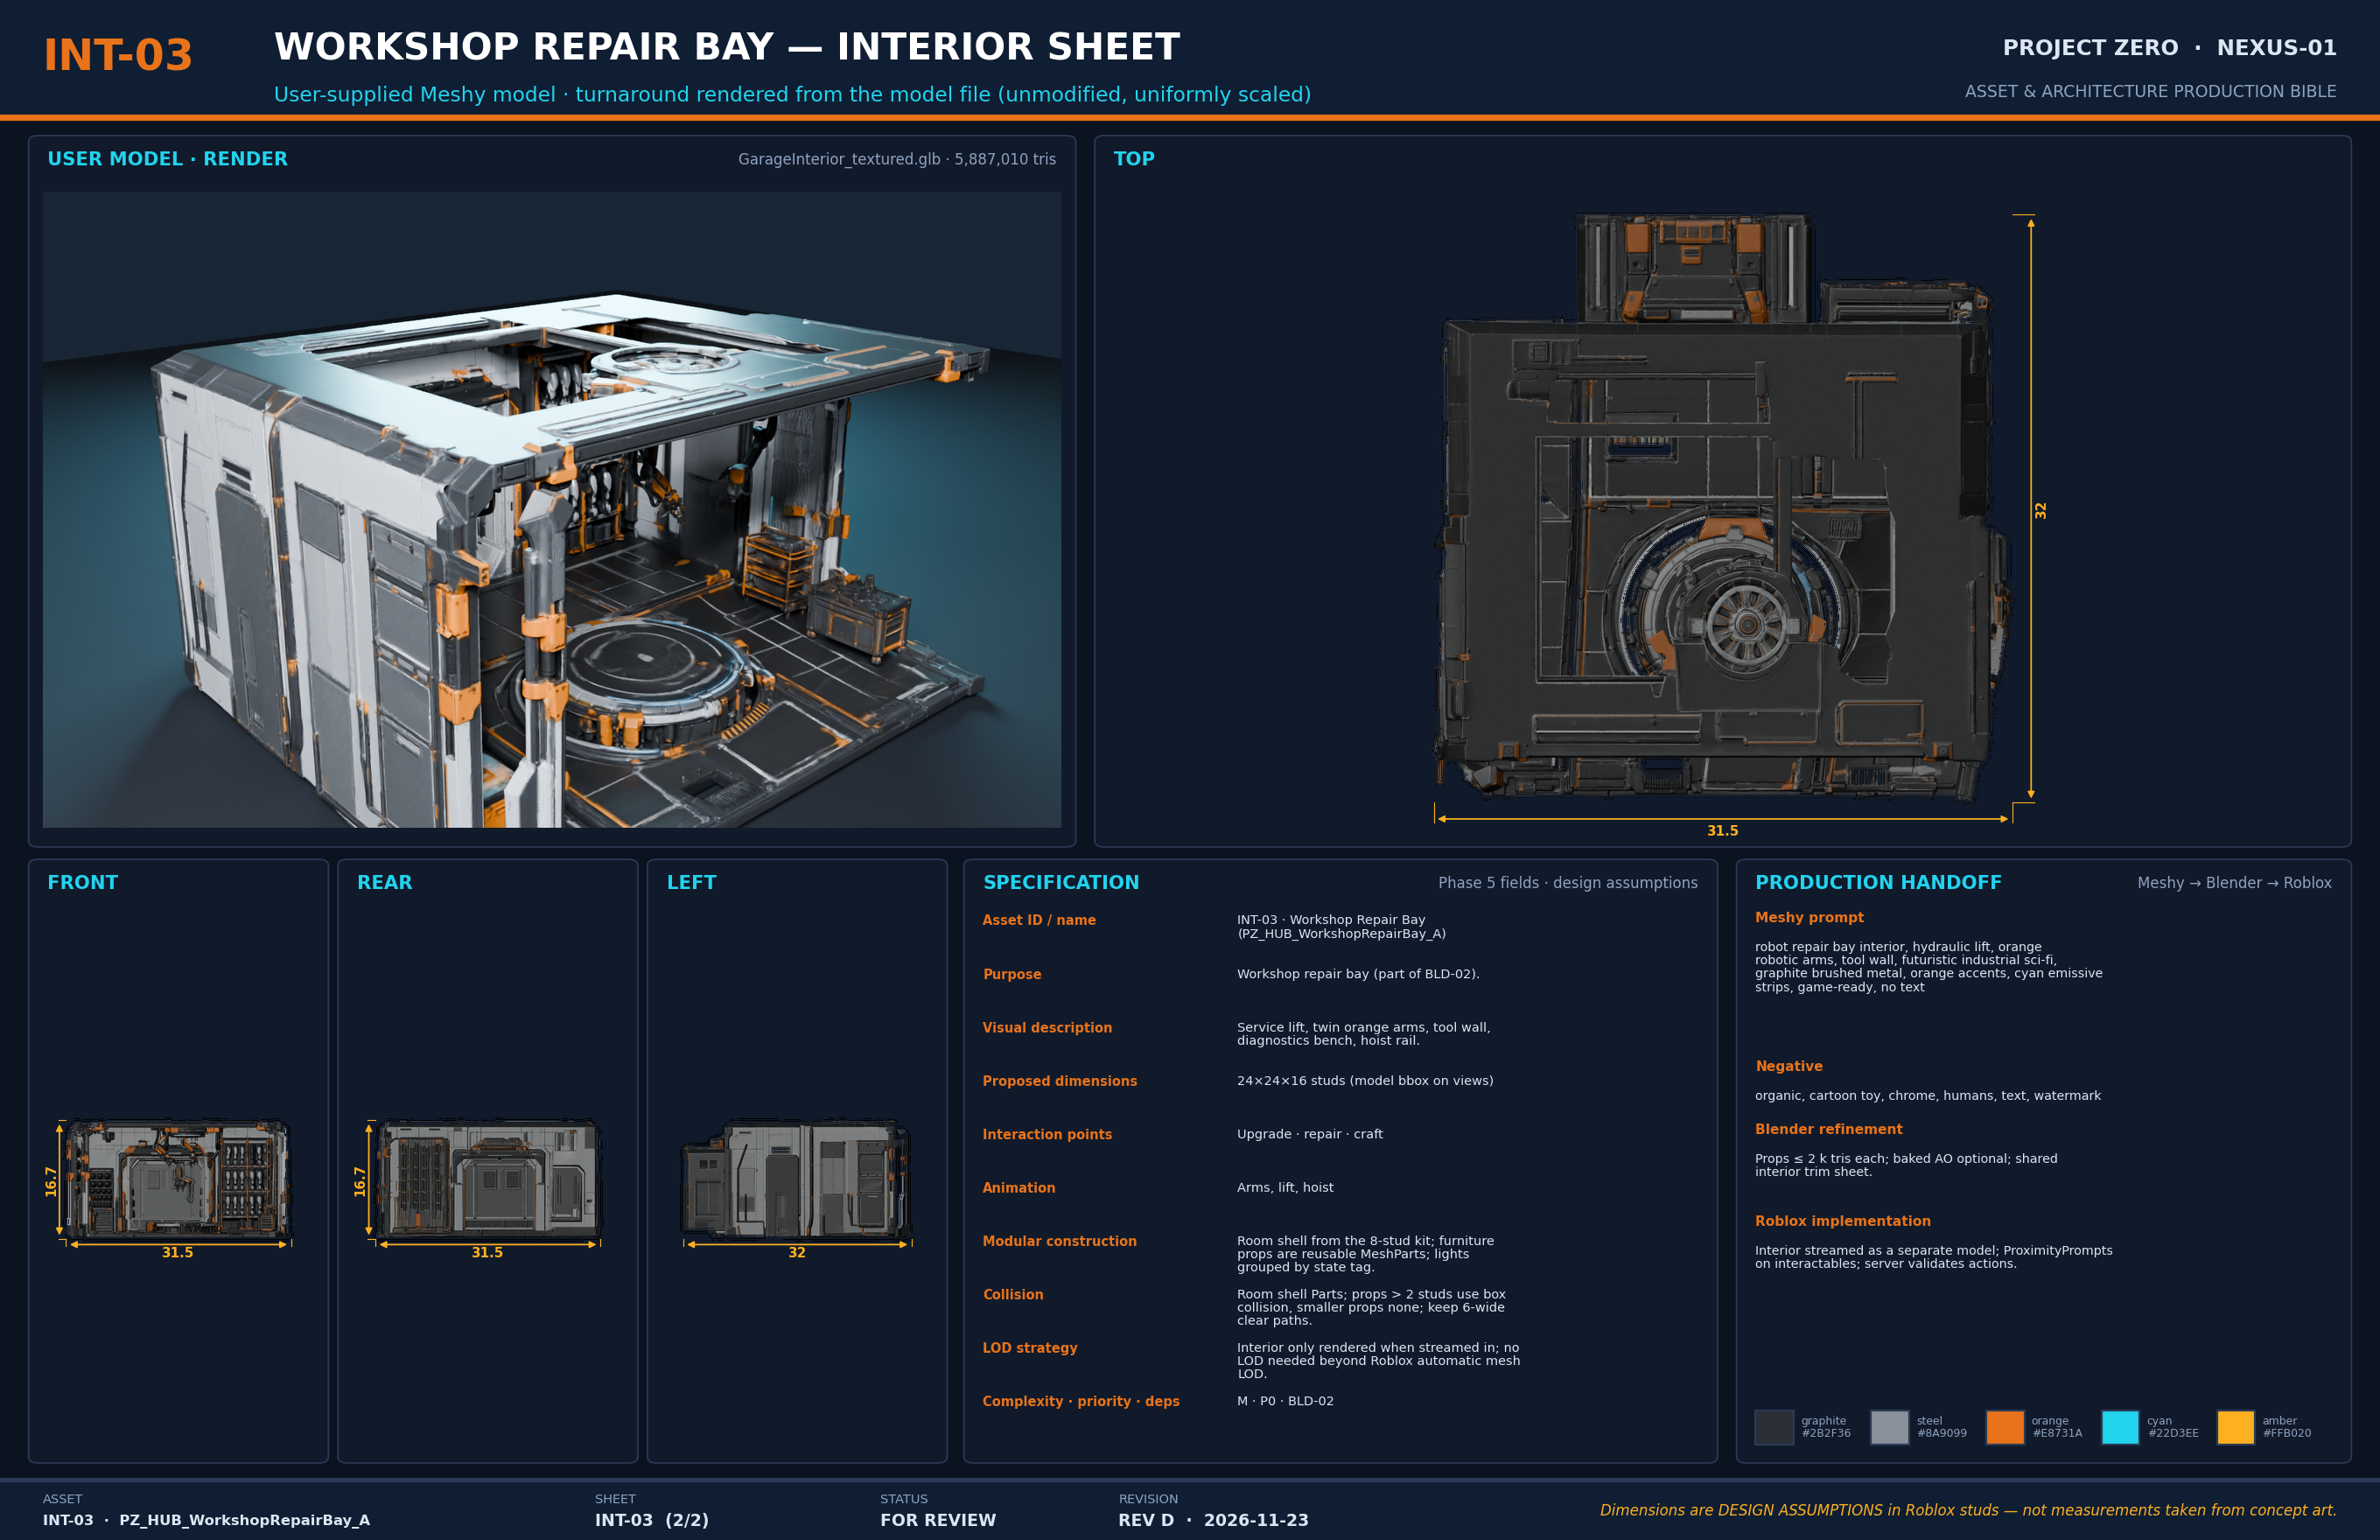 INT-03
WORKSHOP REPAIR BAY — INTERIOR SHEET
User-supplied Meshy model · turnaround rendered from the model file (unmodified, uniformly scaled)
PROJECT ZERO · NEXUS-01
ASSET & ARCHITECTURE PRODUCTION BIBLE
USER MODEL · RENDER
GarageInterior_textured.glb · 5,887,010 tris
TOP
32
31.5
FRONT
16.7
31.5
REAR
16.7
31.5
LEFT
32
SPECIFICATION
Phase 5 fields · design assumptions
Asset ID / name
INT-03 · Workshop Repair Bay
(PZ_HUB_WorkshopRepairBay_A)
Purpose
Workshop repair bay (part of BLD-02).
Visual description
Service lift, twin orange arms, tool wall,
diagnostics bench, hoist rail.
Proposed dimensions
24×24×16 studs (model bbox on views)
Interaction points
Upgrade · repair · craft
Animation
Arms, lift, hoist
Modular construction
Room shell from the 8-stud kit; furniture
props are reusable MeshParts; lights
grouped by state tag.
Collision
Room shell Parts; props > 2 studs use box
collision, smaller props none; keep 6-wide
clear paths.
LOD strategy
Interior only rendered when streamed in; no
LOD needed beyond Roblox automatic mesh
LOD.
Complexity · priority · deps
M · P0 · BLD-02
PRODUCTION HANDOFF
Meshy → Blender → Roblox
Meshy prompt
robot repair bay interior, hydraulic lift, orange
robotic arms, tool wall, futuristic industrial sci-fi,
graphite brushed metal, orange accents, cyan emissive
strips, game-ready, no text
Negative
organic, cartoon toy, chrome, humans, text, watermark
Blender refinement
Props ≤ 2 k tris each; baked AO optional; shared
interior trim sheet.
Roblox implementation
Interior streamed as a separate model; ProximityPrompts
on interactables; server validates actions.
graphite
#2B2F36
steel
#8A9099
orange
#E8731A
cyan
#22D3EE
amber
#FFB020
ASSET
INT-03 · PZ_HUB_WorkshopRepairBay_A
SHEET
INT-03 (2/2)
STATUS
FOR REVIEW
REVISION
REV D · 2026-11-23
Dimensions are DESIGN ASSUMPTIONS in Roblox studs — not measurements taken from concept art.